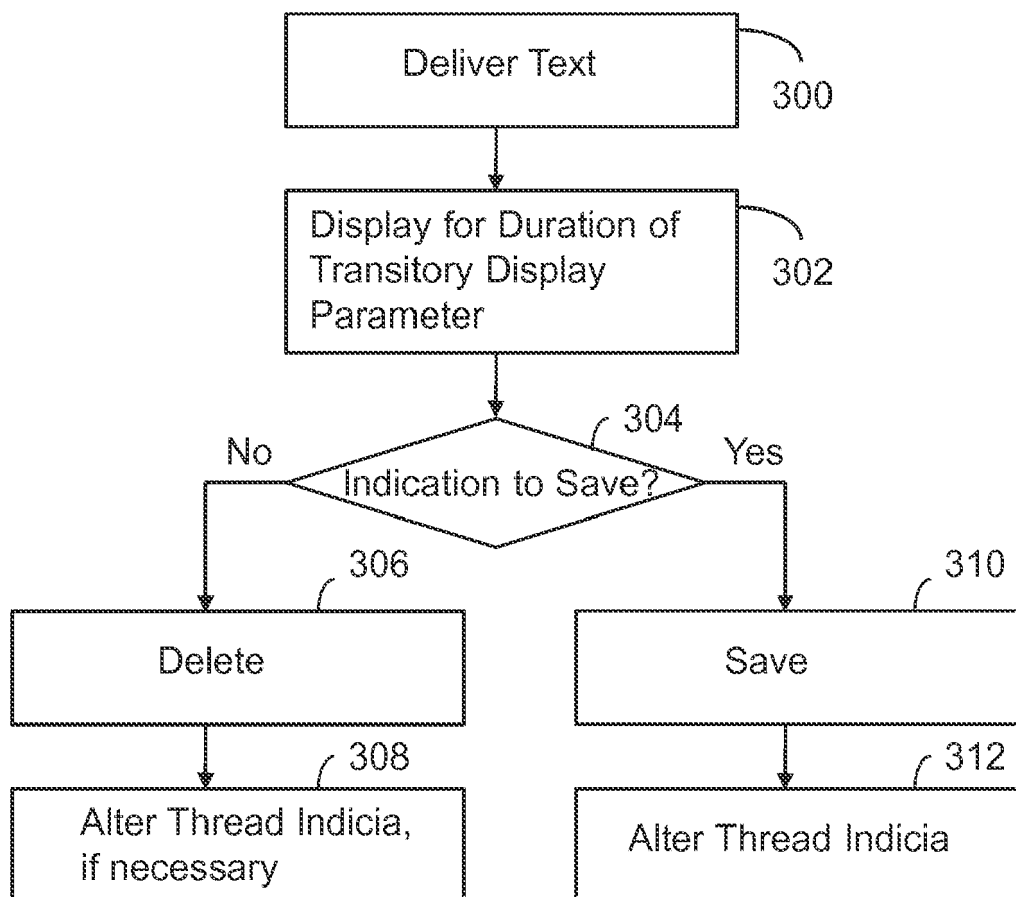 Deliver Text
300
Display for Duration of
Transitory Display
Parameter
302
304
No
Yes
Indication to Save?
306
310
Delete
Save
308
312
Alter Thread Indicia,
if necessary
Alter Thread Indicia